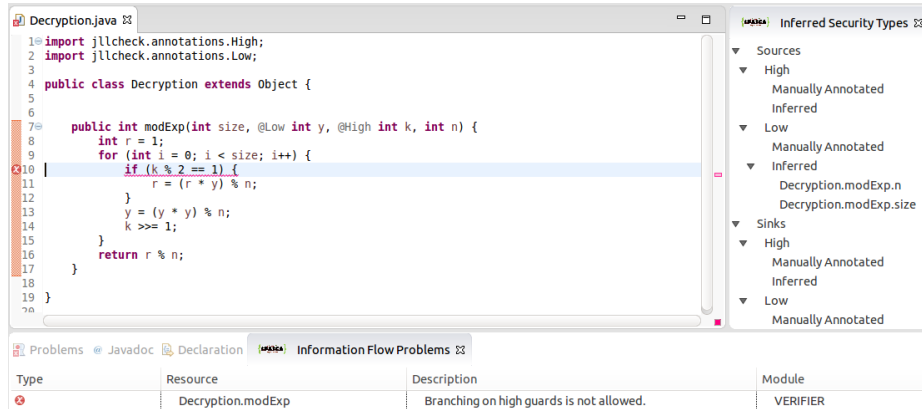 Decryption.java
1 import jllcheck.annotations.High;
2 import jllcheck.annotations.Low;
3
4 public class Decryption extends Object {
5
6
7 public int modExp(int size, @Low int y, @High int k, int n) {
8 int r = 1;
9 for (int i = 0; i < size; i++) {
10 if (k % 2 == 1) {
11 r = (r * y) % n;
12 }
13 y = (y * y) % n;
14 k >>= 1;
15 }
16 return r % n;
17 }
18
19 }
20
Inferred Security Types
Sources
High
Manually Annotated
Inferred
Low
Manually Annotated
Inferred
Decryption.modExp.n
Decryption.modExp.size
Sinks
High
Manually Annotated
Inferred
Low
Manually Annotated
Problems @ Javadoc Declaration Information Flow Problems
Type Resource Description Module
Decryption.modExp Branching on high guards is not allowed. VERIFIER